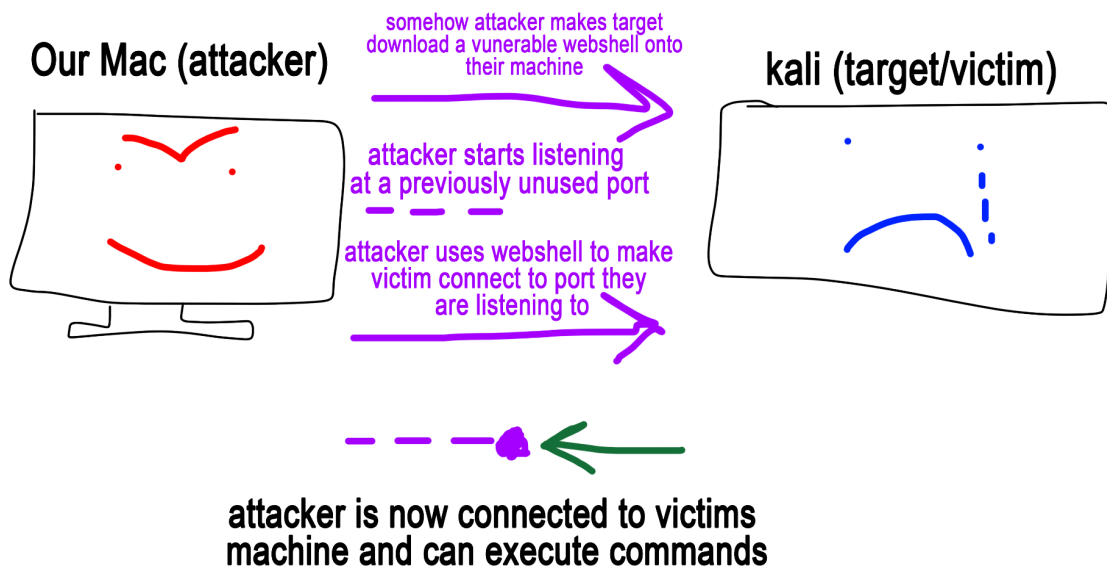 Our Mac (attacker)
somehow attacker makes target
download a vunerable webshell onto
their machine
kali (target/victim)
attacker starts listening
at a previously unused port
attacker uses webshell to make
victim connect to port they
are listening to
attacker is now connected to victims
machine and can execute commands